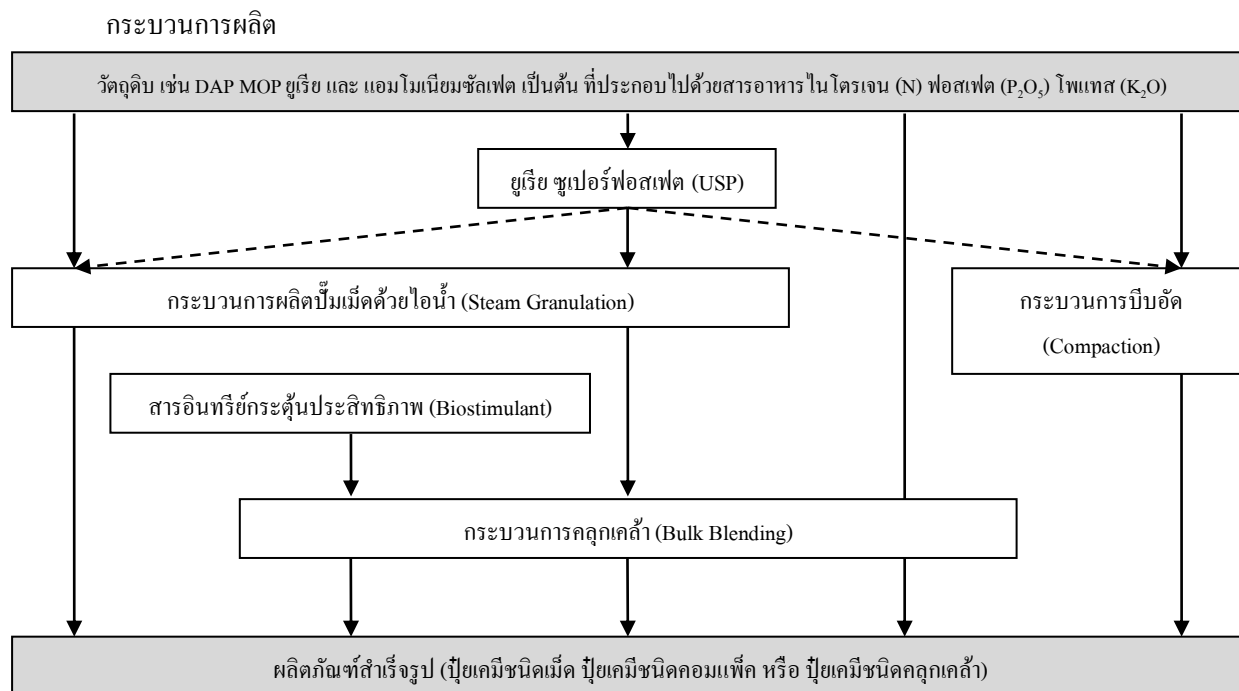 กระบวนการผลิต
วัตถุดิบ เช่น DAP MOP ยูเรีย และ แอมโมเนียมซัลเฟต เป็นต้น ที่ประกอบไปด้วยสารอาหารไนโตรเจน (N) ฟอสเฟต (P₂O₅) โพแทส (K₂O)
ยูเรีย ซูเปอร์ฟอสเฟต (USP)
กระบวนการผลิตปั๊มเม็ดด้วยไอน้ำ (Steam Granulation)
กระบวนการบีบอัด
(Compaction)
สารอินทรีย์กระตุ้นประสิทธิภาพ (Biostimulant)
กระบวนการคลุกเคล้า (Bulk Blending)
ผลิตภัณฑ์สำเร็จรูป (ปุ๋ยเคมีชนิดเม็ด ปุ๋ยเคมีชนิดคอมแพ็ค หรือ ปุ๋ยเคมีชนิดคลุกเคล้า)